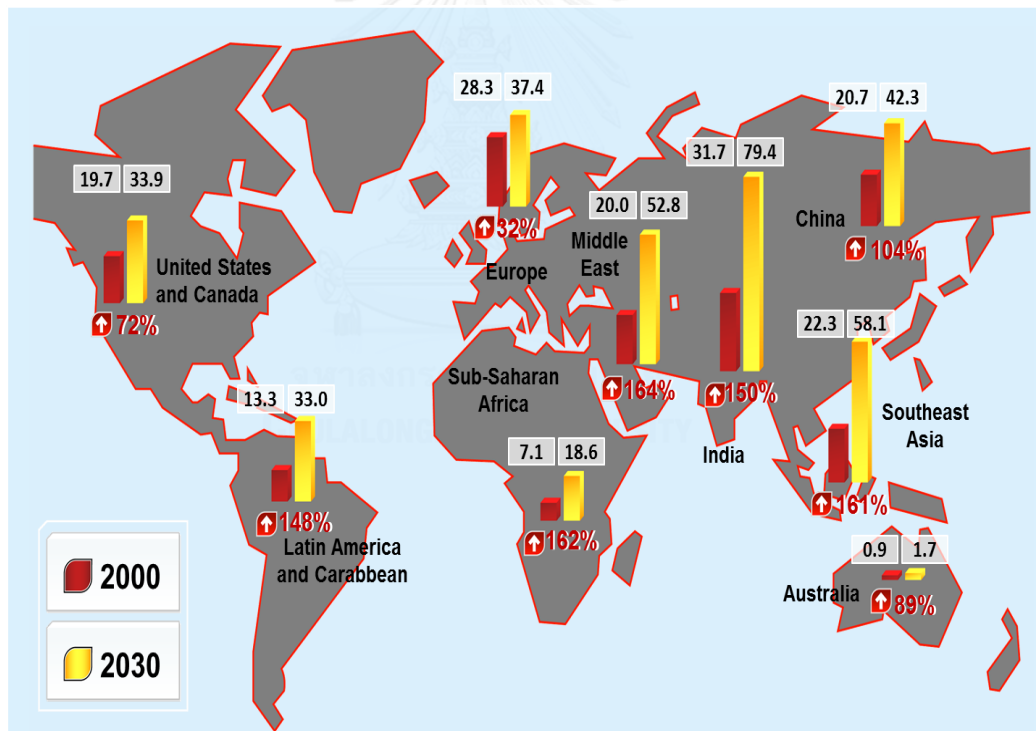 28.3 37.4
20.7 42.3
31.7 79.4
19.7 33.9
20.0 52.8
China
32%
Middle
East
104%
United States
and Canada
Europe
72%
22.3 58.1
Sub-Saharan
Africa
164%
150%
13.3 33.0
Southeast
Asia
7.1 18.6
India
161%
148%
162%
Latin America
and Carabbean
0.9 1.7
Australia
89%
2000
2030